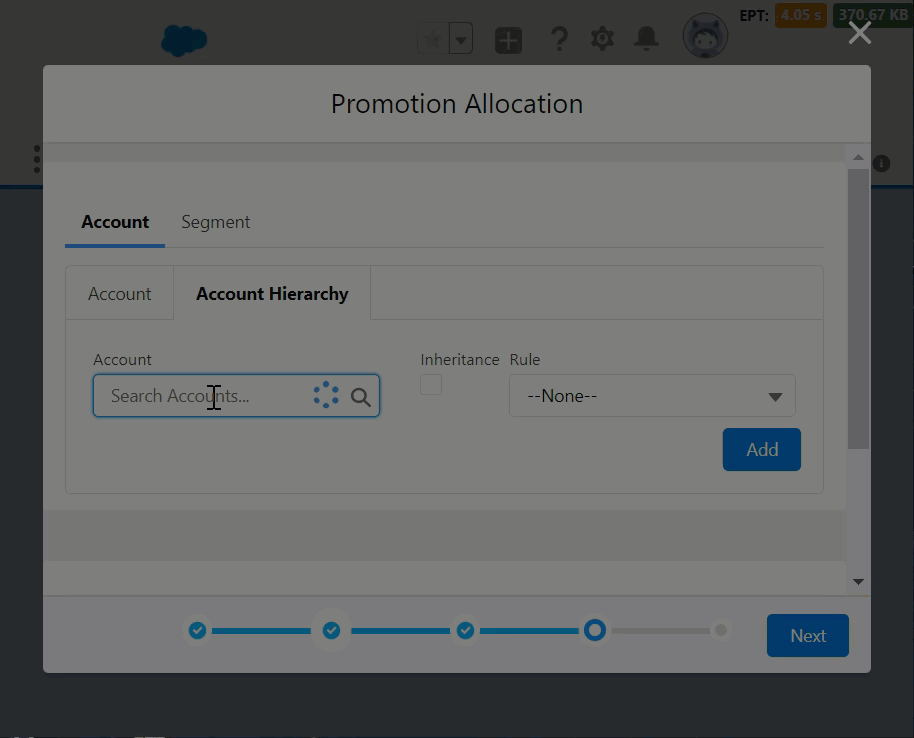 EPT: 4.05 s 370.67 KB
Promotion Allocation
Account Segment
Account Account Hierarchy
Account Inheritance Rule
Search Accounts... --None--
Add
Next